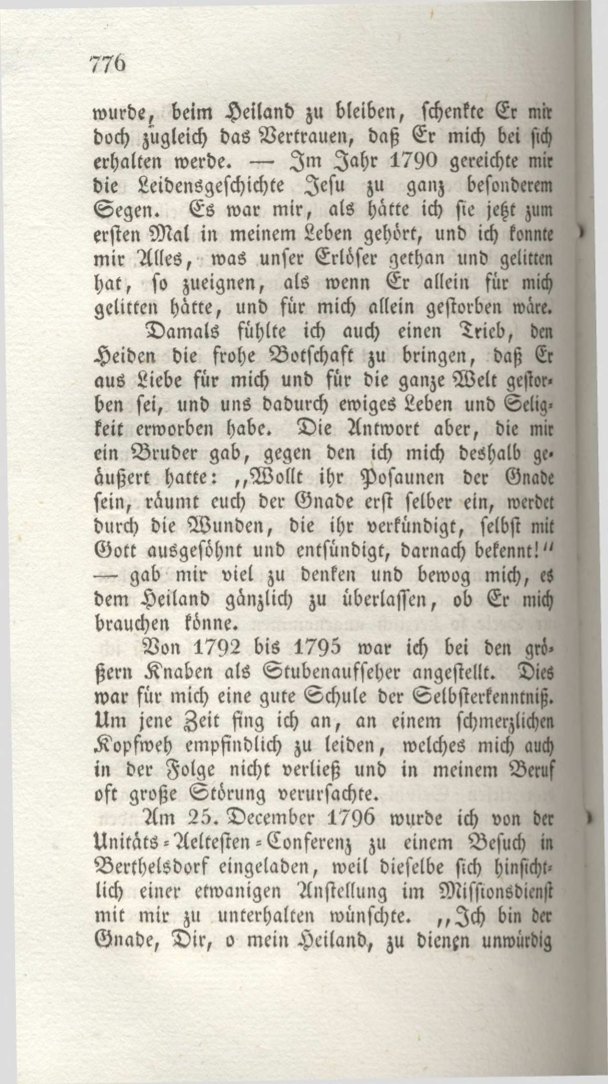 776
wurde, beim Heiland zu bleiben, schenkte Er mir
doch zugleich das Vertrauen, daß Er mich bei sich
erhalten werde. — Im Jahr 1790 gereichte mir
die Leidensgeschichte Jesu zu ganz besonderem
Segen. Es war mir, als hätte ich sie jetzt zum
ersten Mal in meinem Leben gehört, und ich konnte
mir Alles, was unser Erlöser gethan und gelitten
hat, so zueignen, als wenn Er allein für mich
gelitten hätte, und für mich allein gestorben wäre.
Damals fühlte ich auch einen Trieb, den
Heiden die frohe Botschaft zu bringen, daß Er
aus Liebe für mich und für die ganze Welt gestor-
ben sei, und uns dadurch ewiges Leben und Selig-
keit erworben habe. Die Antwort aber, die mir
ein Bruder gab, gegen den ich mich deshalb ge-
äußert hatte: „Wollt ihr Posaunen der Gnade
sein, räumt euch der Gnade erst selber ein, werdet
durch die Wunden, die ihr verkündigt, selbst mit
Gott ausgesöhnt und entsündigt, darnach bekennt!“
— gab mir viel zu denken und bewog mich, es
dem Heiland gänzlich zu überlassen, ob Er mich
brauchen könne.
Von 1792 bis 1795 war ich bei den grö-
ßern Knaben als Stubenaufseher angestellt. Dies
war für mich eine gute Schule der Selbsterkenntniß.
Um jene Zeit fing ich an, an einem schmerzlichen
Kopfweh empfindlich zu leiden, welches mich auch
in der Folge nicht verließ und in meinem Beruf
oft große Störung verursachte.
Am 25. December 1796 wurde ich von der
Unitäts-Aeltesten-Conferenz zu einem Besuch in
Berthelsdorf eingeladen, weil dieselbe sich hinsicht-
lich einer etwanigen Anstellung im Missionsdienst
mit mir zu unterhalten wünschte. „Ich bin der
Gnade, Dir, o mein Heiland, zu dienen unwürdig